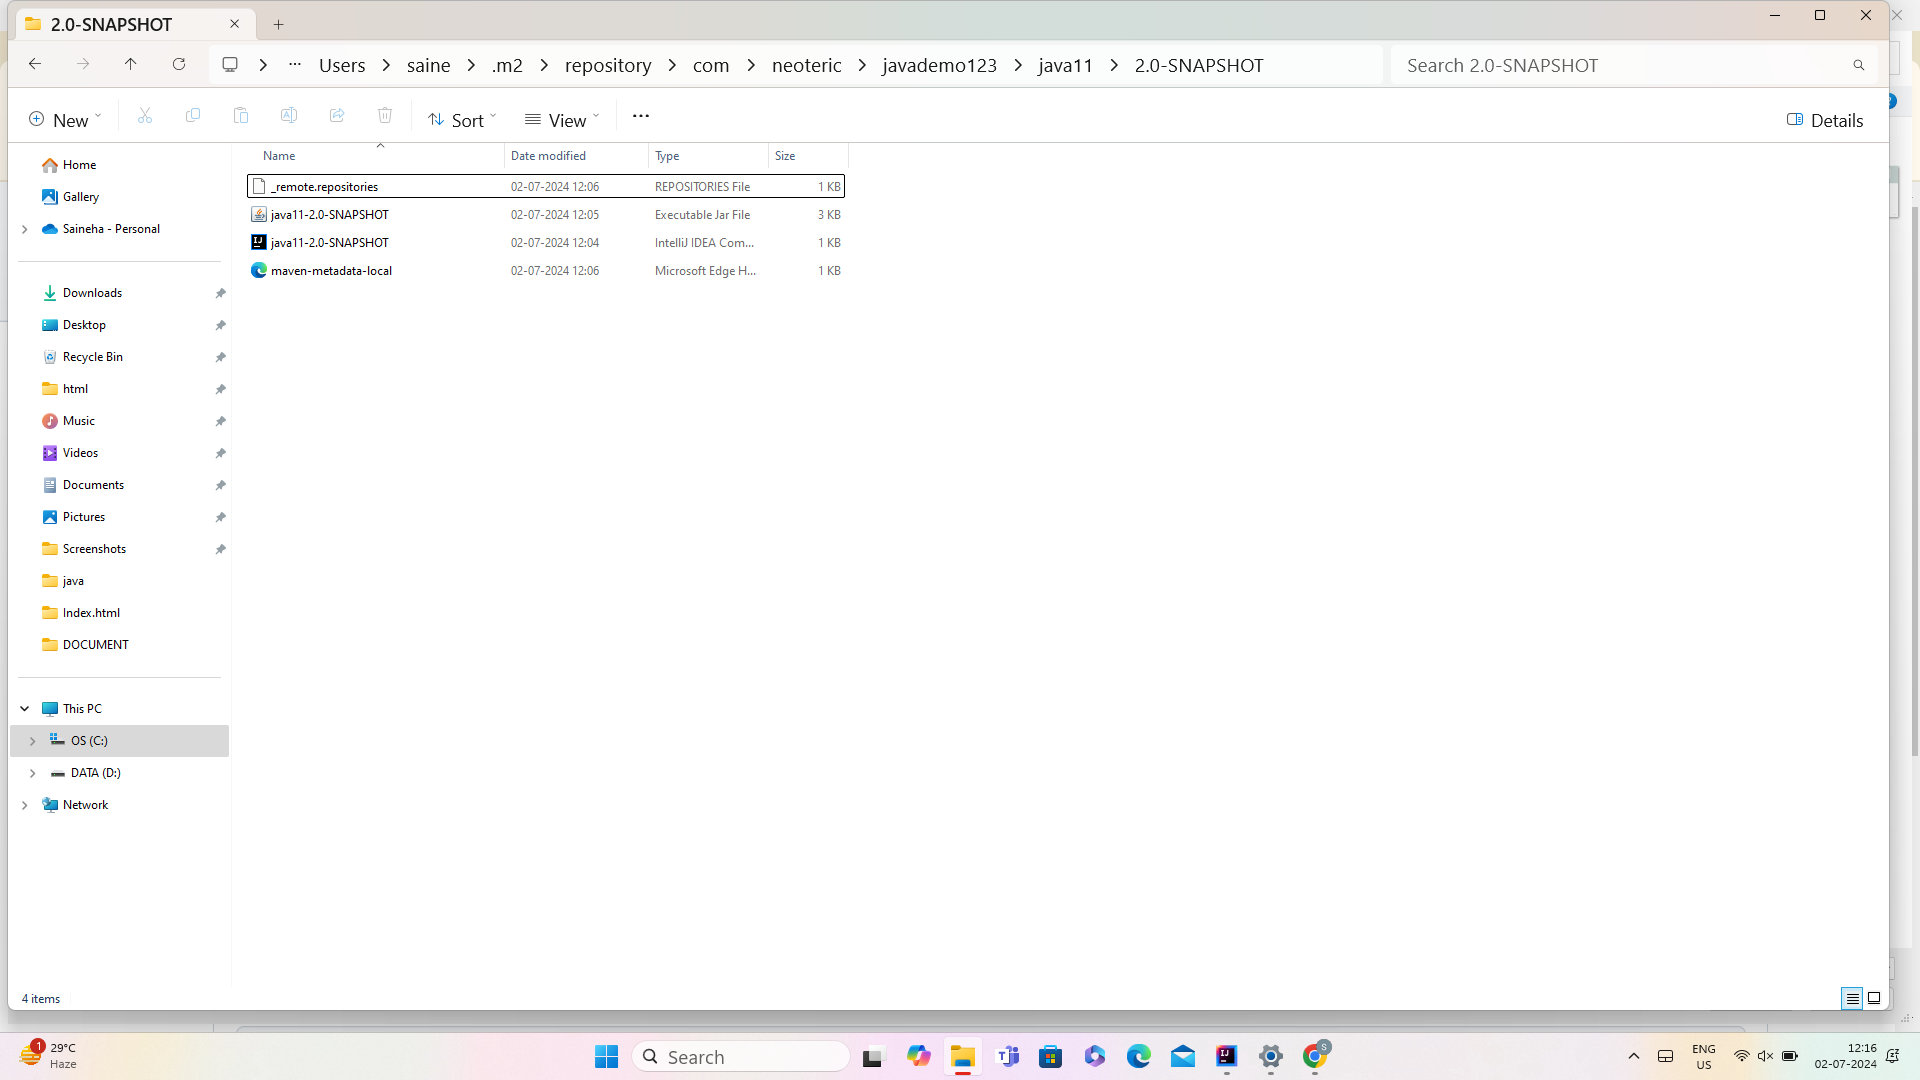 2.0-SNAPSHOT
Users > saine > .m2 > repository > com > neoteric > javademo123 > java11 > 2.0-SNAPSHOT
Search 2.0-SNAPSHOT
New
Sort
View
Details
Name
Date modified
Type
Size
_remote.repositories 02-07-2024 12:06 REPOSITORIES File 1 KB
java11-2.0-SNAPSHOT 02-07-2024 12:05 Executable Jar File 3 KB
java11-2.0-SNAPSHOT 02-07-2024 12:04 IntelliJ IDEA Com... 1 KB
maven-metadata-local 02-07-2024 12:06 Microsoft Edge H... 1 KB
Home
Gallery
Saineha - Personal
Downloads
Desktop
Recycle Bin
html
Music
Videos
Documents
Pictures
Screenshots
java
Index.html
DOCUMENT
This PC
OS (C:)
DATA (D:)
Network
4 items
1
29°C
Haze
Search
S
ENG
US
12:16
02-07-2024